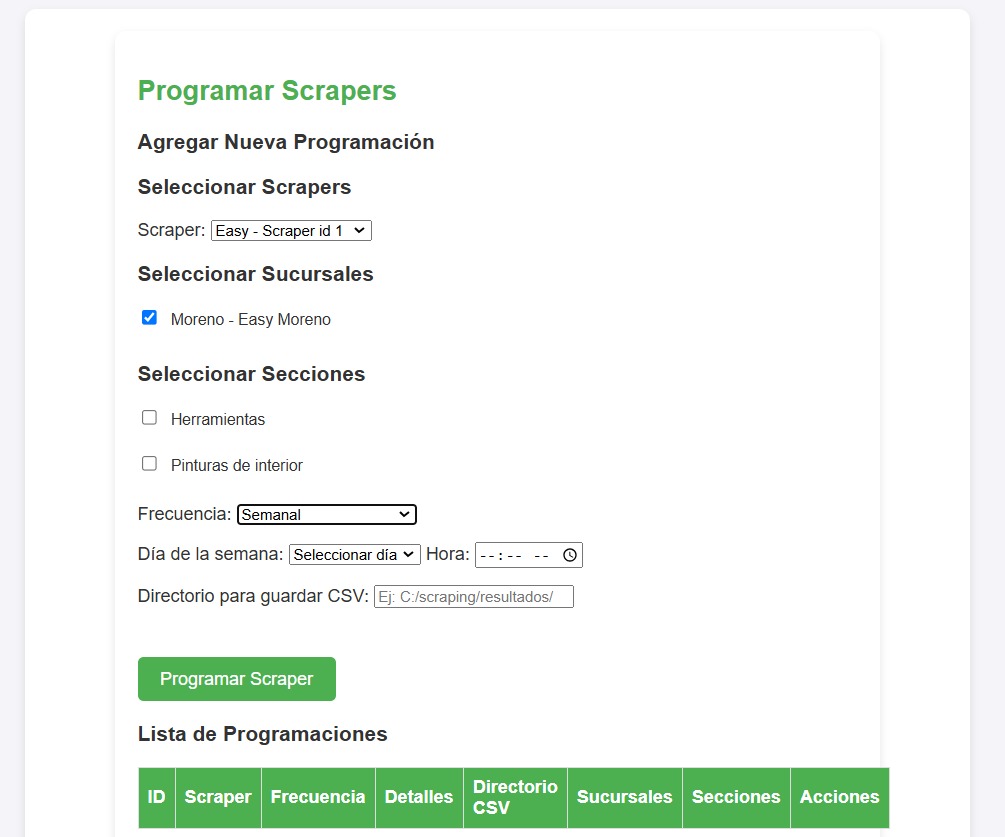 Programar Scrapers
Agregar Nueva Programación
Seleccionar Scrapers
Scraper: Easy - Scraper id 1
Seleccionar Sucursales
Moreno - Easy Moreno
Seleccionar Secciones
Herramientas
Pinturas de interior
Frecuencia: Semanal
Día de la semana: Seleccionar día Hora: --:-- --
Directorio para guardar CSV: Ej: C:/scraping/resultados/
Programar Scraper
Lista de Programaciones
ID Scraper Frecuencia Detalles Directorio CSV Sucursales Secciones Acciones